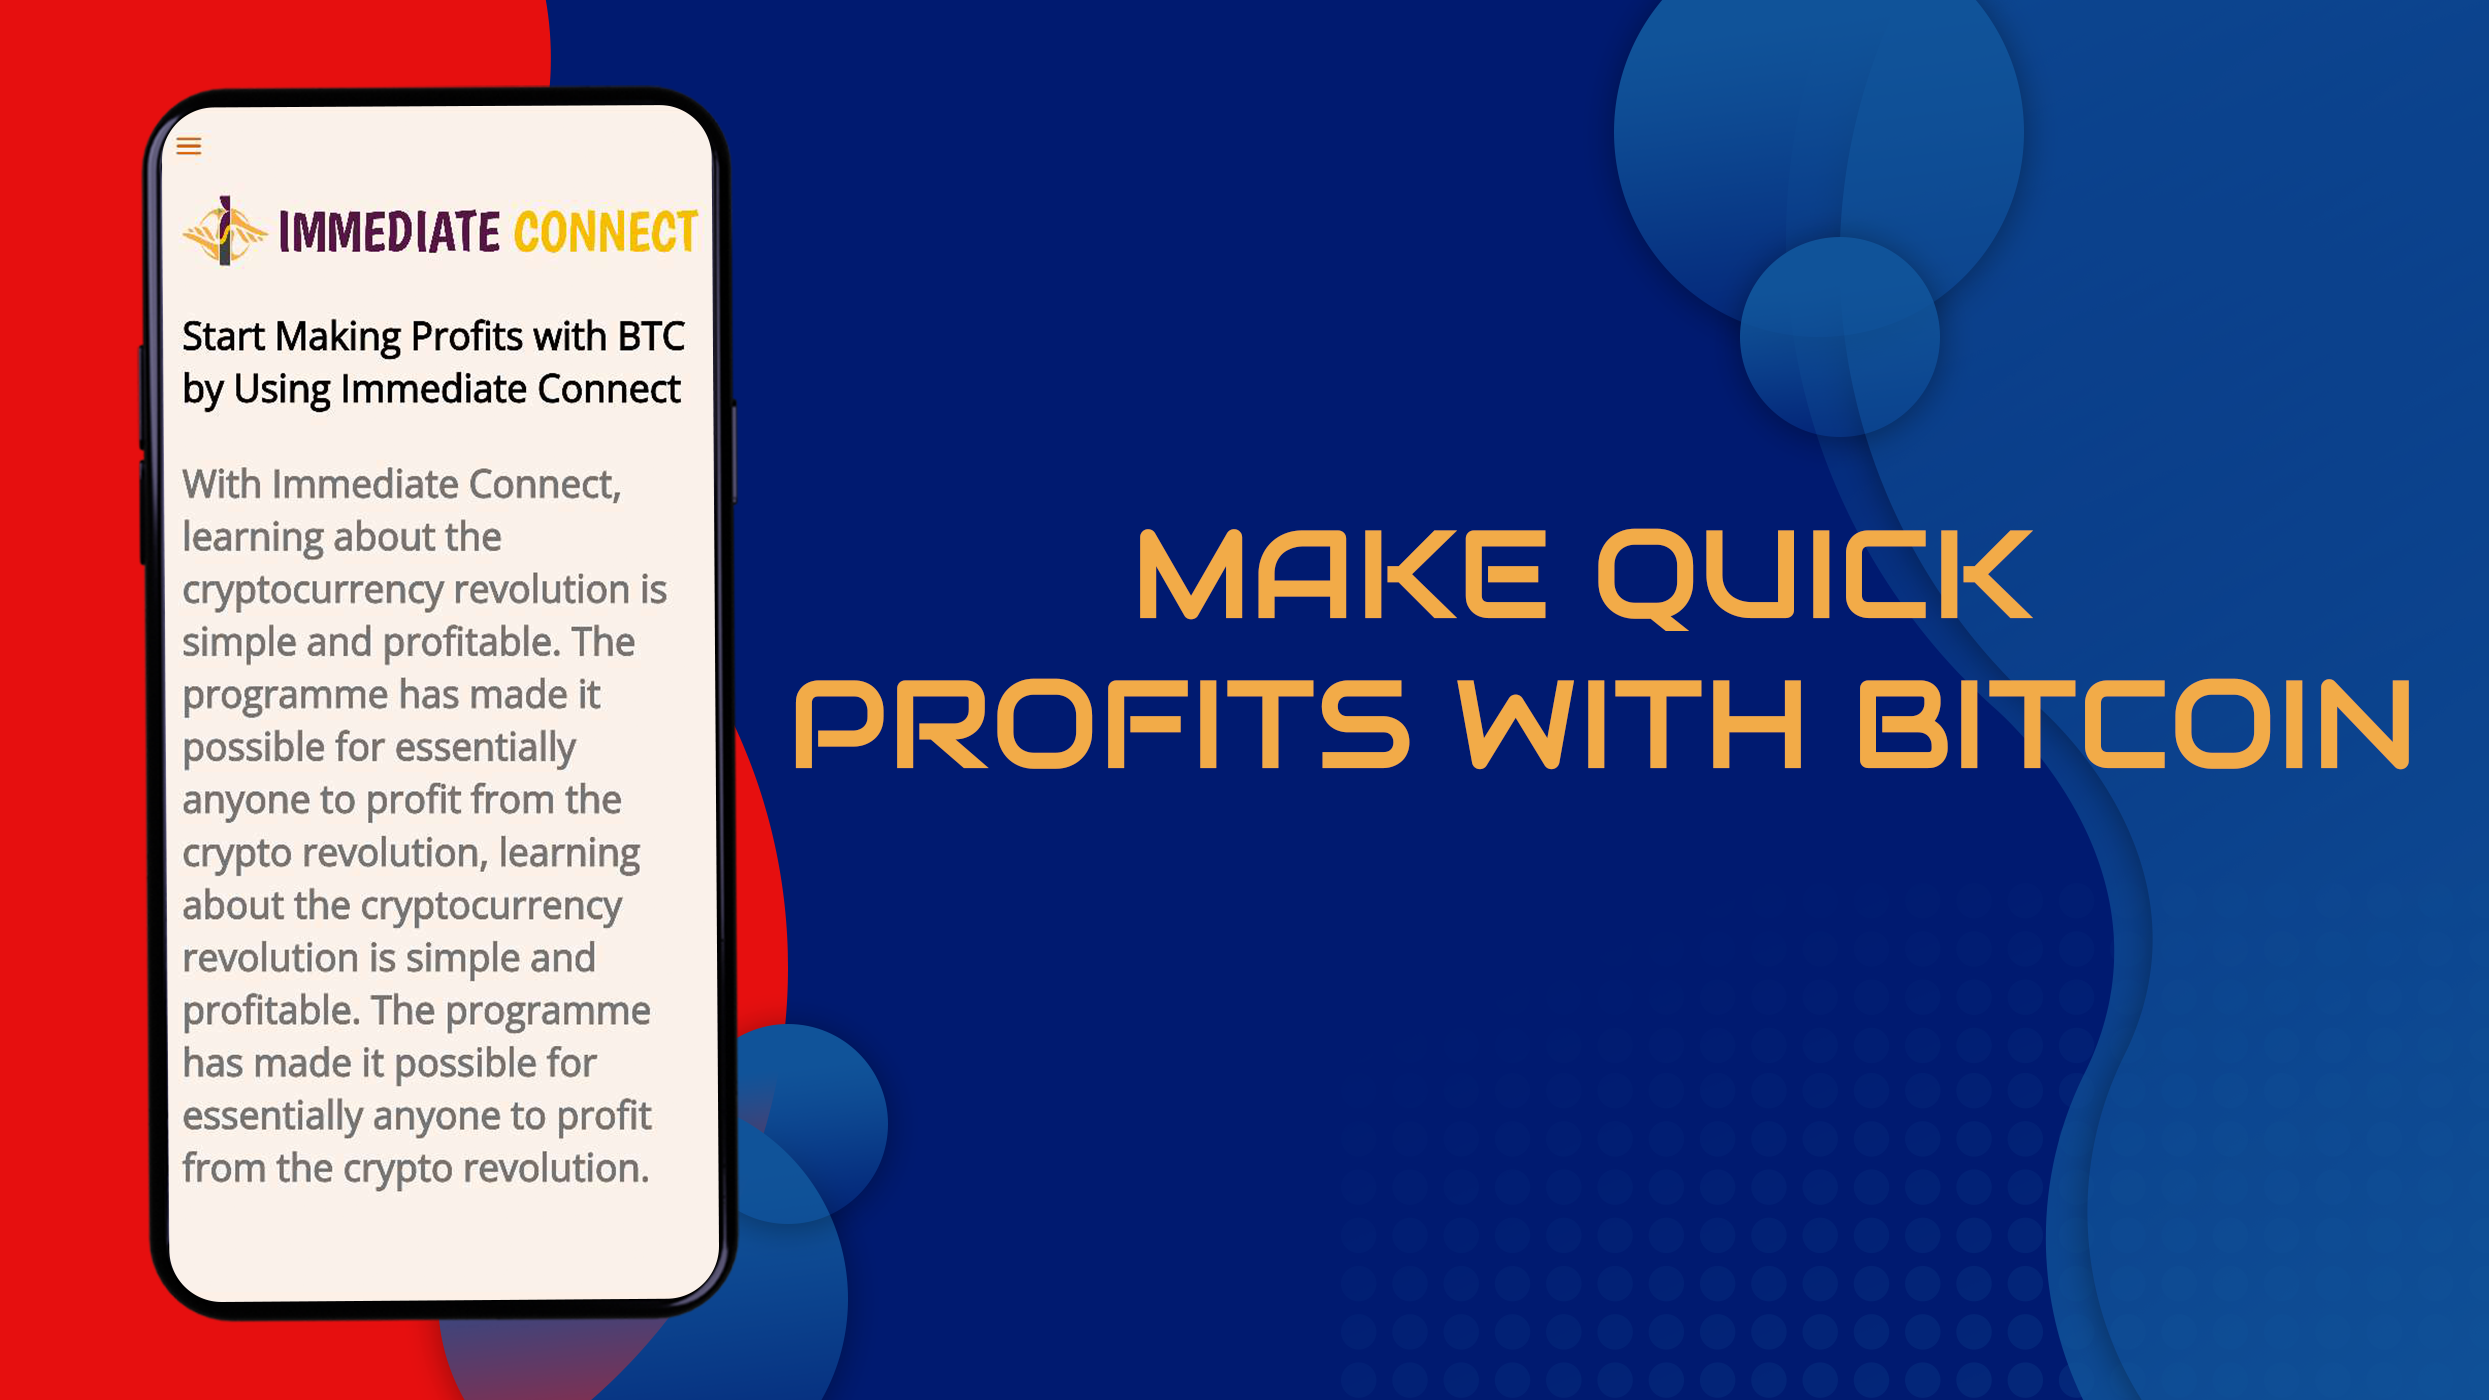 IMMEDIATE CONNECT
Start Making Profits with BTC
by Using Immediate Connect
With Immediate Connect,
learning about the
cryptocurrency revolution is
simple and profitable. The
programme has made it
possible for essentially
anyone to profit from the
crypto revolution, learning
about the cryptocurrency
revolution is simple and
profitable. The programme
has made it possible for
essentially anyone to profit
from the crypto revolution.
MAKE QUICK
PROFITS WITH BITCOIN